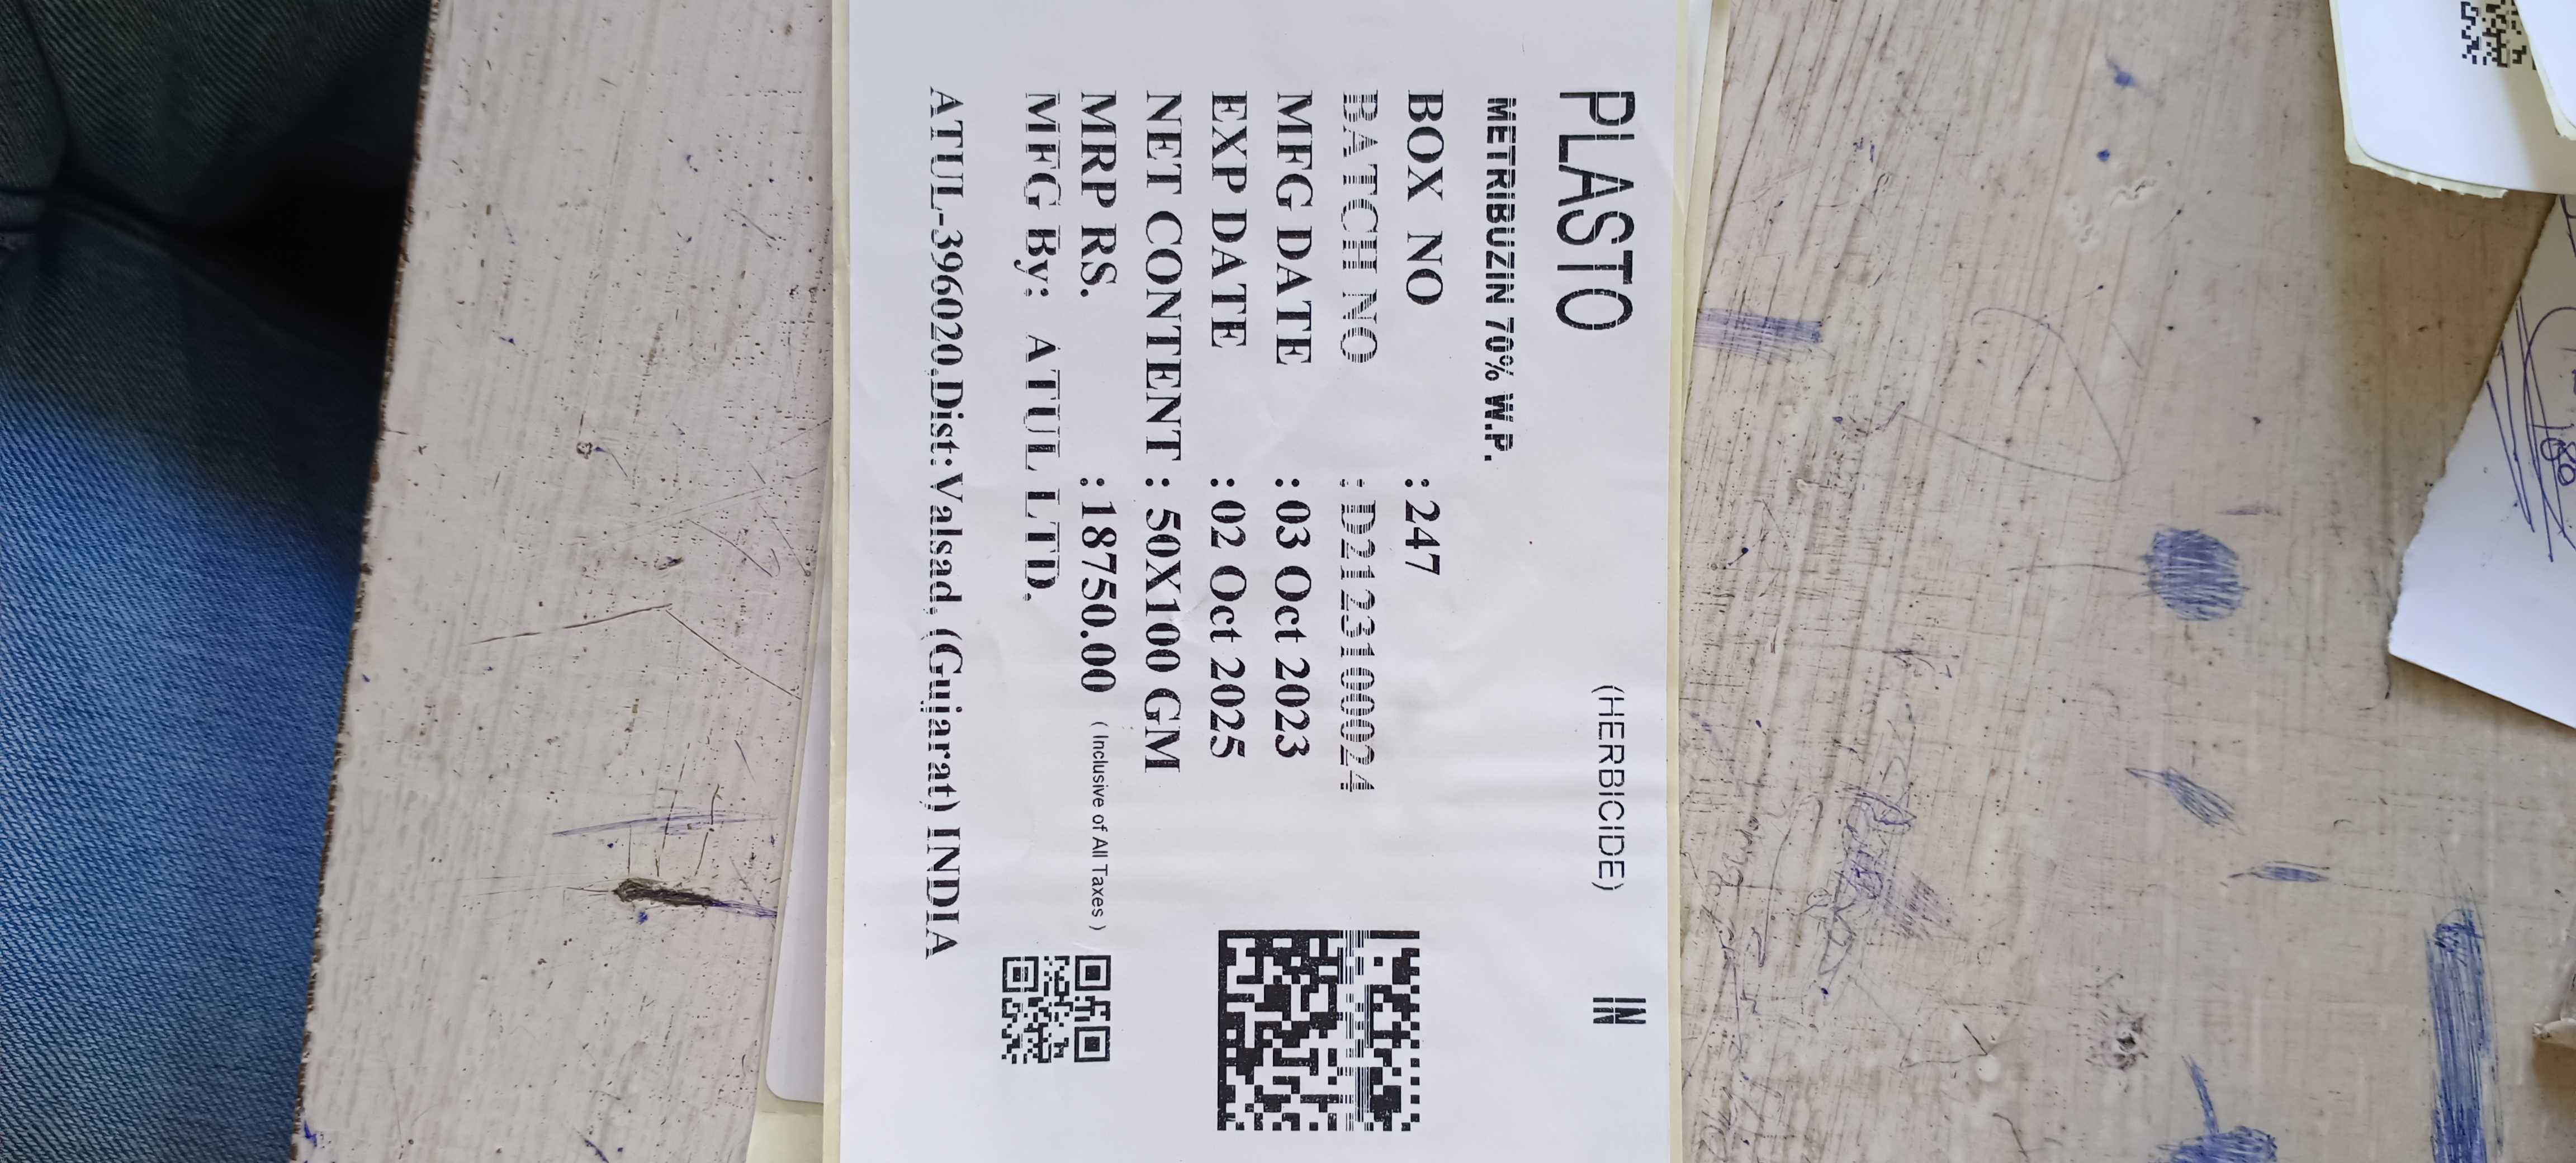 PLASTO (HERBICIDE) IN
METRIBUZIN 70% W.P.
BOX NO : 247
BATCH NO : D212310024
MFG DATE : 03 Oct 2023
EXP DATE : 02 Oct 2025
NET CONTENT : 50X100 GM
MRP RS. : 18750.00 ( Inclusive of All Taxes )
MFG By: ATUL LTD.
ATUL-396020,Dist:Valsad, (Gujarat) INDIA